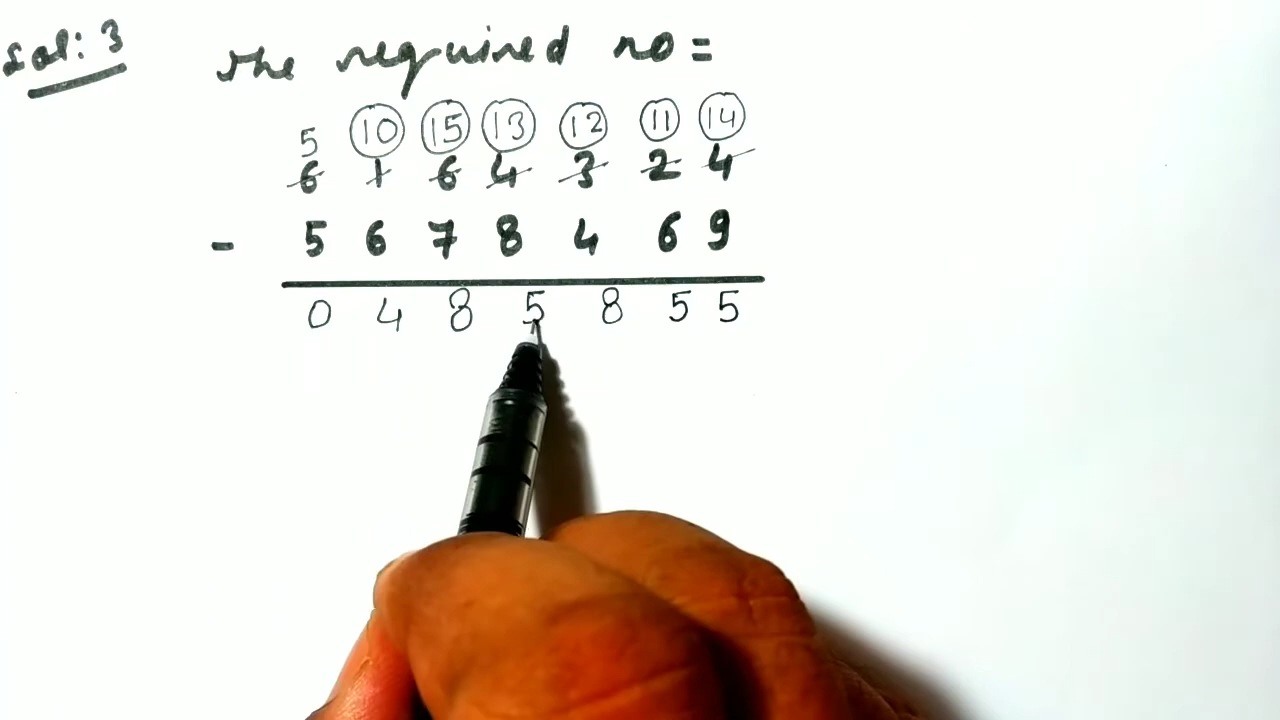 Sol: 3 The required no =
5 10 15 13 12 11 14
6 1 6 4 3 2 4
- 5 6 7 8 4 6 9
0 4 8 5 8 5 5